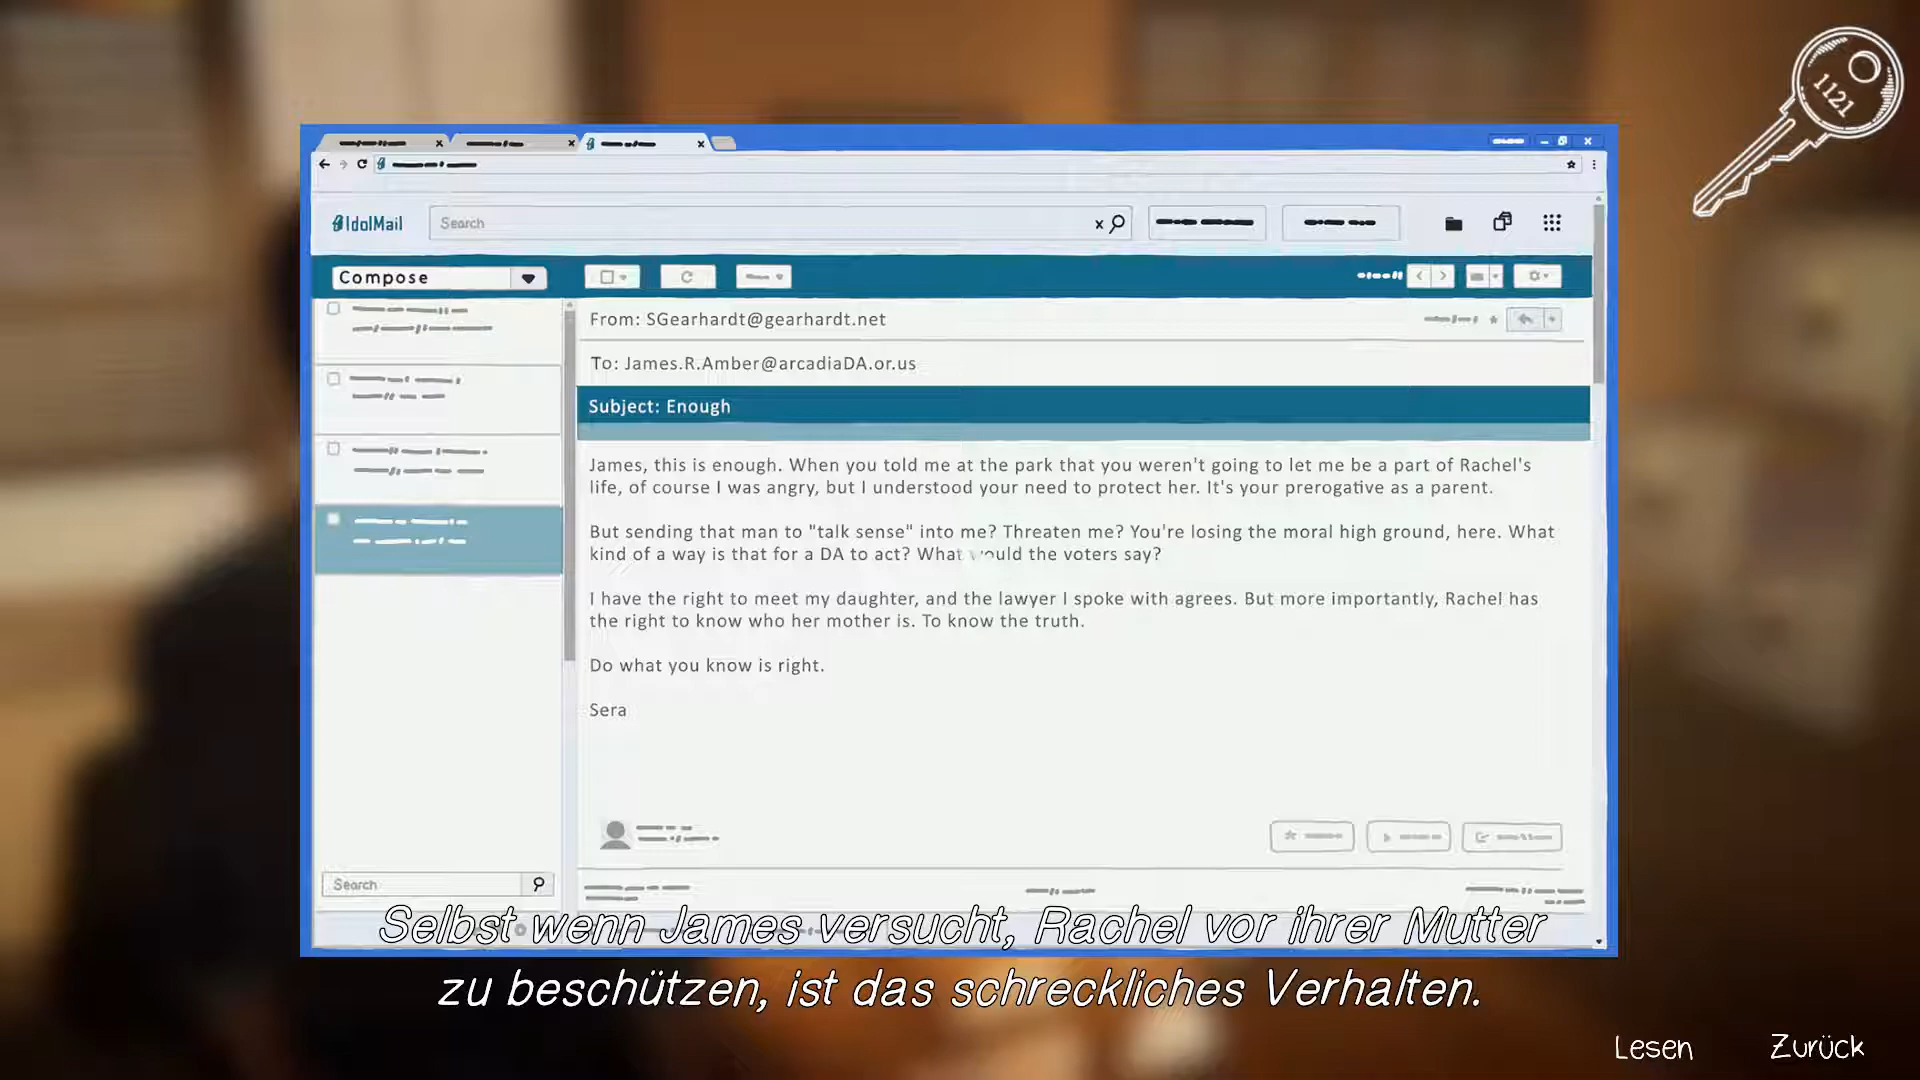 1121
IdolMail
Search
Compose
From: SGearhardt@gearhardt.net
To: James.R.Amber@arcadiaDA.or.us
Subject: Enough
James, this is enough. When you told me at the park that you weren't going to let me be a part of Rachel's
life, of course I was angry, but I understood your need to protect her. It's your prerogative as a parent.
But sending that man to "talk sense" into me? Threaten me? You're losing the moral high ground, here. What
kind of a way is that for a DA to act? What would the voters say?
I have the right to meet my daughter, and the lawyer I spoke with agrees. But more importantly, Rachel has
the right to know who her mother is. To know the truth.
Do what you know is right.
Sera
Search
Selbst wenn James versucht, Rachel vor ihrer Mutter
zu beschützen, ist das schreckliches Verhalten.
Lesen
Zurück